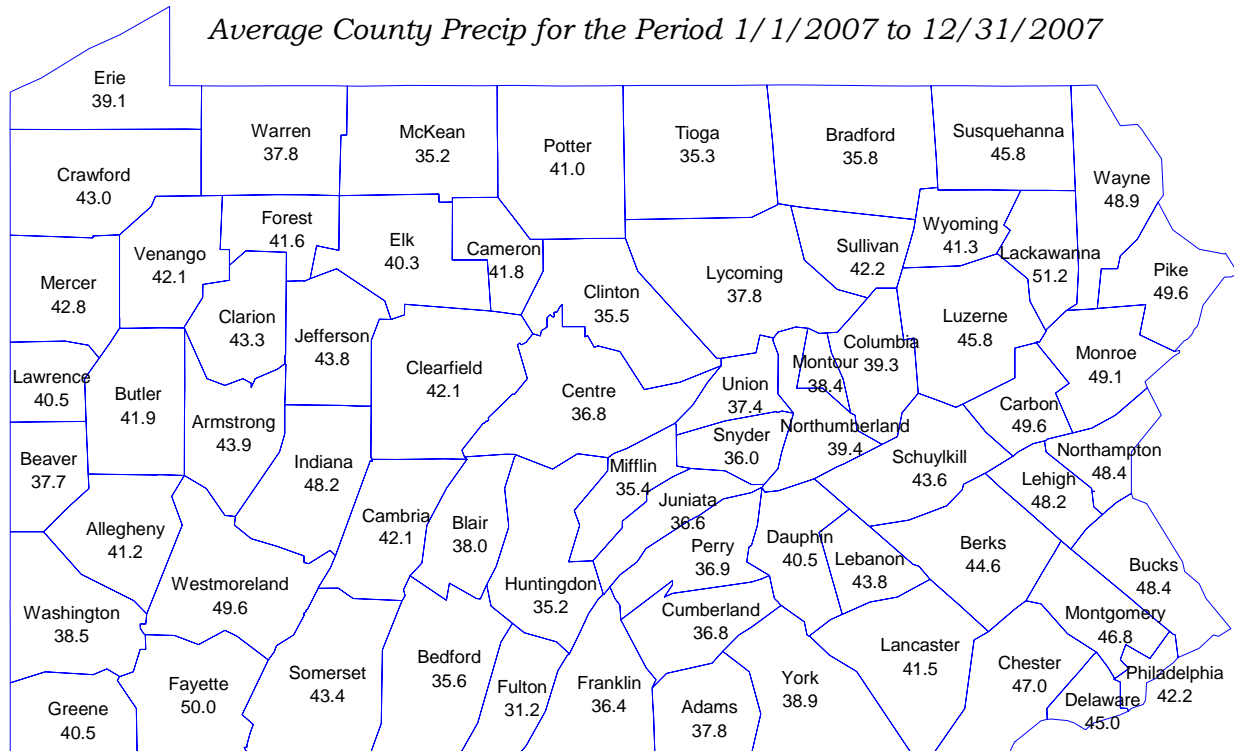 Average County Precip for the Period 1/1/2007 to 12/31/2007
Erie
39.1
Warren
37.8
McKean
35.2
Potter
41.0
Tioga
35.3
Bradford
35.8
Susquehanna
45.8
Wayne
48.9
Crawford
43.0
Forest
41.6
Venango
42.1
Elk
40.3
Cameron
41.8
Sullivan
42.2
Wyoming
41.3
Lackawanna
51.2
Pike
49.6
Mercer
42.8
Clarion
43.3
Jefferson
43.8
Clinton
35.5
Lycoming
37.8
Columbia
39.3
Luzerne
45.8
Monroe
49.1
Lawrence
40.5
Butler
41.9
Armstrong
43.9
Clearfield
42.1
Centre
36.8
Union
37.4
Montour
38.4
Northumberland
39.4
Carbon
49.6
Northampton
48.4
Beaver
37.7
Indiana
48.2
Mifflin
35.4
Snyder
36.0
Schuylkill
43.6
Lehigh
48.2
Allegheny
41.2
Cambria
42.1
Blair
38.0
Juniata
36.6
Perry
36.9
Dauphin
40.5
Lebanon
43.8
Berks
44.6
Bucks
48.4
Washington
38.5
Westmoreland
49.6
Huntingdon
35.2
Cumberland
36.8
Montgomery
46.8
Greene
40.5
Fayette
50.0
Somerset
43.4
Bedford
35.6
Fulton
31.2
Franklin
36.4
Adams
37.8
York
38.9
Lancaster
41.5
Chester
47.0
Delaware
45.0
Philadelphia
42.2